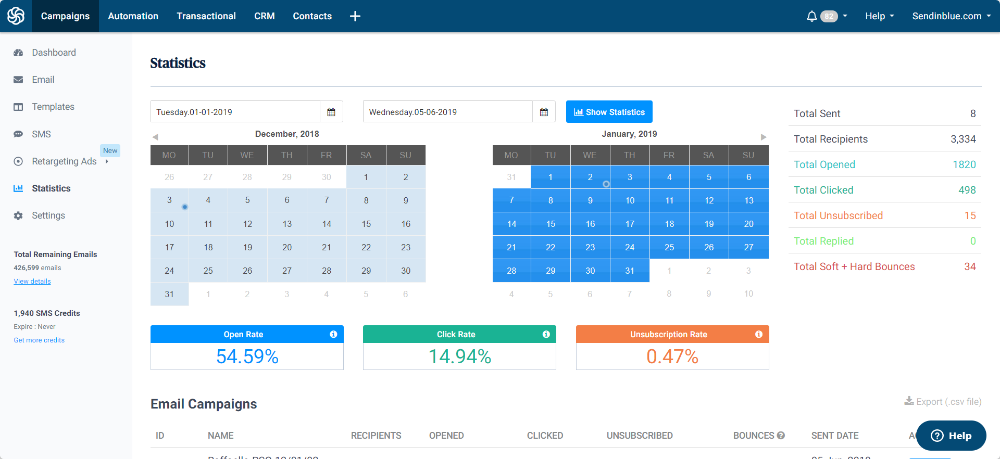 Campaigns Automation Transactional CRM Contacts 82 Help Sendinblue.com
Dashboard
Email
Templates
SMS
New
Retargeting Ads
Statistics
Settings
Total Remaining Emails
426,599 emails
View details
1,940 SMS Credits
Expire : Never
Get more credits
Statistics
Tuesday.01-01-2019 Wednesday.05-06-2019 Show Statistics
December, 2018
MO TU WE TH FR SA SU
26 27 28 29 30 1 2
3 4 5 6 7 8 9
10 11 12 13 14 15 16
17 18 19 20 21 22 23
24 25 26 27 28 29 30
31 1 2 3 4 5 6
January, 2019
MO TU WE TH FR SA SU
31 1 2 3 4 5 6
7 8 9 10 11 12 13
14 15 16 17 18 19 20
21 22 23 24 25 26 27
28 29 30 31 1 2 3
4 5 6 7 8 9 10
Total Sent 8
Total Recipients 3,334
Total Opened 1820
Total Clicked 498
Total Unsubscribed 15
Total Replied 0
Total Soft + Hard Bounces 34
Open Rate
54.59%
Click Rate
14.94%
Unsubscription Rate
0.47%
Email Campaigns
Export (.csv file)
ID NAME RECIPIENTS OPENED CLICKED UNSUBSCRIBED BOUNCES SENT DATE
Help